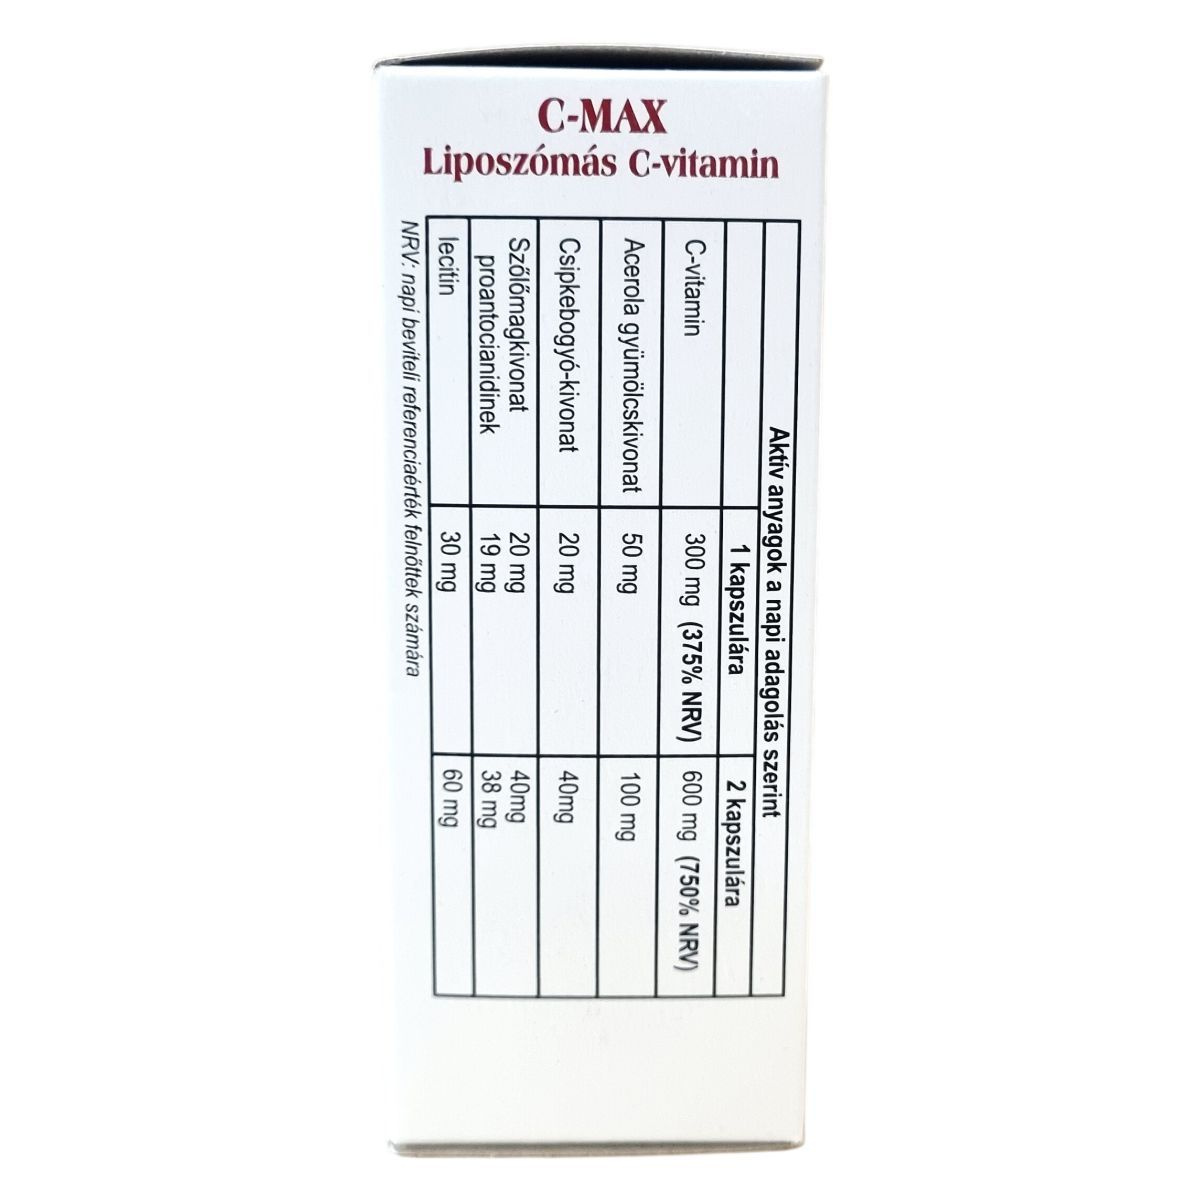 C-MAX
Liposzómás C-vitamin
Aktív anyagok a napi adagolás szerint
1 kapszulára 2 kapszulára
C-vitamin 300 mg (375% NRV) 600 mg (750% NRV)
Acerola gyümölcskivonat 50 mg 100 mg
Csipkebogyó-kivonat 20 mg 40mg
Szőlőmagkivonat 20 mg 40mg
proantocianidinek 19 mg 38 mg
lecitin 30 mg 60 mg
NRV: napi beviteli referenciaérték felnőttek számára